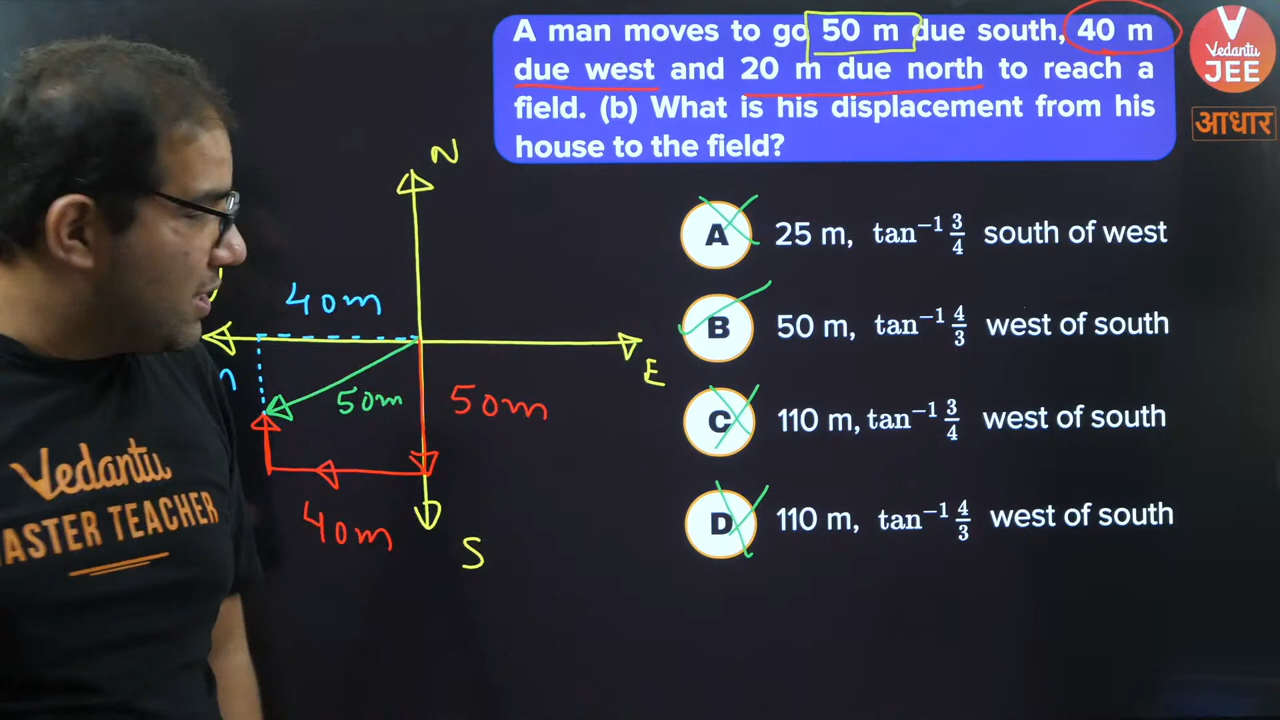 A man moves to go 50 m due south, 40 m
due west and 20 m due north to reach a
field. (b) What is his displacement from his
house to the field?
V
Vedantu
JEE
आधार
N
40m
E
50m
50m
40m
S
A 25 m, tan⁻¹ 3/4 south of west
B 50 m, tan⁻¹ 4/3 west of south
C 110 m, tan⁻¹ 3/4 west of south
D 110 m, tan⁻¹ 4/3 west of south
Vedantu
MASTER TEACHER